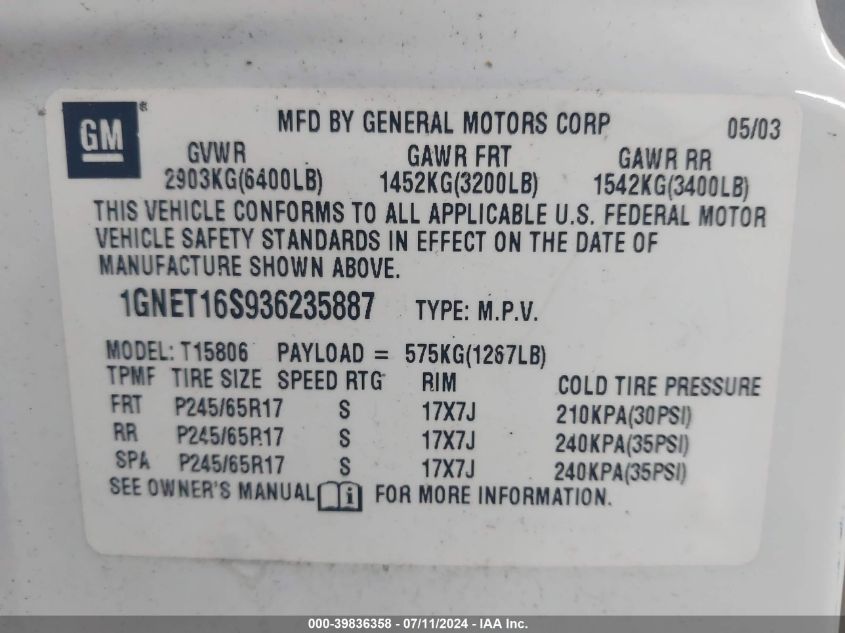 GM ®
MFD BY GENERAL MOTORS CORP 05/03
GVWR GAWR FRT GAWR RR
2903KG(6400LB) 1452KG(3200LB) 1542KG(3400LB)
THIS VEHICLE CONFORMS TO ALL APPLICABLE U.S. FEDERAL MOTOR
VEHICLE SAFETY STANDARDS IN EFFECT ON THE DATE OF
MANUFACTURE SHOWN ABOVE.
1GNET16S936235887 TYPE: M.P.V.
MODEL: T15806 PAYLOAD = 575KG(1267LB)
TPMF TIRE SIZE SPEED RTG RIM COLD TIRE PRESSURE
FRT P245/65R17 S 17X7J 210KPA(30PSI)
RR P245/65R17 S 17X7J 240KPA(35PSI)
SPA P245/65R17 S 17X7J 240KPA(35PSI)
SEE OWNER'S MANUAL i FOR MORE INFORMATION.
000-39836358 - 07/11/2024 - IAA Inc.